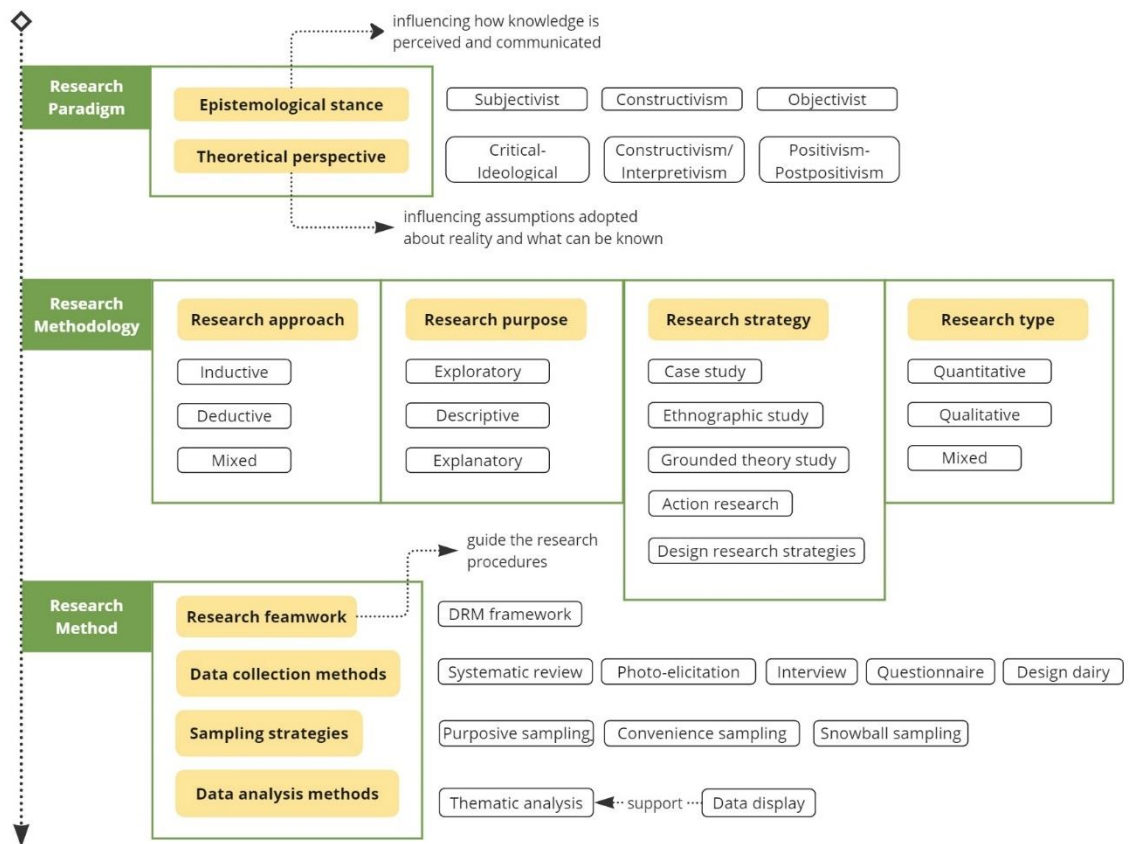 influencing how knowledge is
perceived and communicated
Research
Paradigm
Epistemological stance
Subjectivist
Constructivism
Objectivist
Theoretical perspective
Critical-
Ideological
Constructivism/
Interpretivism
Positivism-
Postpositivism
influencing assumptions adopted
about reality and what can be known
Research
Methodology
Research approach
Inductive
Deductive
Mixed
Research purpose
Exploratory
Descriptive
Explanatory
Research strategy
Case study
Ethnographic study
Grounded theory study
Action research
Design research strategies
Research type
Quantitative
Qualitative
Mixed
guide the research
procedures
Research
Method
Research feamwork
DRM framework
Data collection methods
Systematic review
Photo-elicitation
Interview
Questionnaire
Design dairy
Sampling strategies
Purposive sampling
Convenience sampling
Snowball sampling
Data analysis methods
Thematic analysis
support
Data display